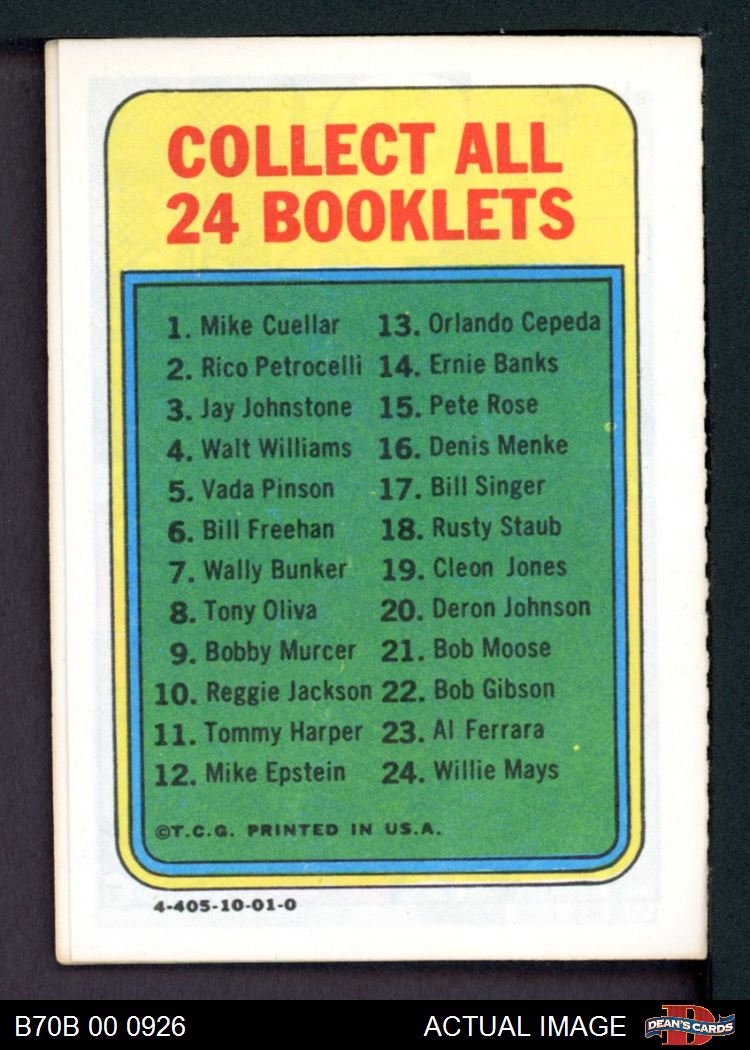 COLLECT ALL
24 BOOKLETS
1. Mike Cuellar
2. Rico Petrocelli
3. Jay Johnstone
4. Walt Williams
5. Vada Pinson
6. Bill Freehan
7. Wally Bunker
8. Tony Oliva
9. Bobby Murcer
10. Reggie Jackson
11. Tommy Harper
12. Mike Epstein
13. Orlando Cepeda
14. Ernie Banks
15. Pete Rose
16. Denis Menke
17. Bill Singer
18. Rusty Staub
19. Cleon Jones
20. Deron Johnson
21. Bob Moose
22. Bob Gibson
23. Al Ferrara
24. Willie Mays
©T.C.G. PRINTED IN U.S.A.
4-405-10-01-0
B70B 00 0926
ACTUAL IMAGE
D
DEAN'S CARDS